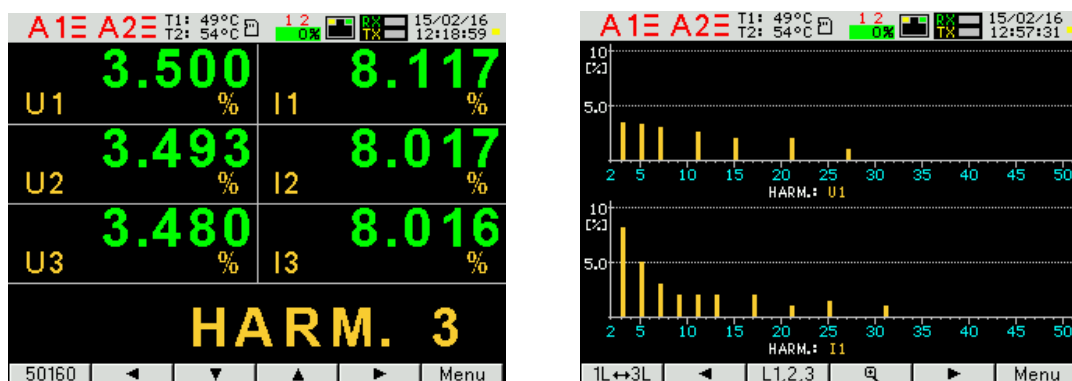 A1 A2 T1: 49°C 1 2 RX 15/02/16
T2: 54°C 0% TX 12:18:59
3.500 8.117
U1 % I1 %
3.493 8.017
U2 % I2 %
3.480 8.016
U3 % I3 %
HARM. 3
50160 ◄ ▼ ▲ ► Menu
A1 A2 T1: 49°C 1 2 RX 15/02/16
T2: 54°C 0% TX 12:57:31
10
[%]
5.0
2 5 10 15 20 25 30 35 40 45 50
HARM.: U1
10
[%]
5.0
2 5 10 15 20 25 30 35 40 45 50
HARM.: I1
1L↔3L ◄ L1,2,3 ► Menu